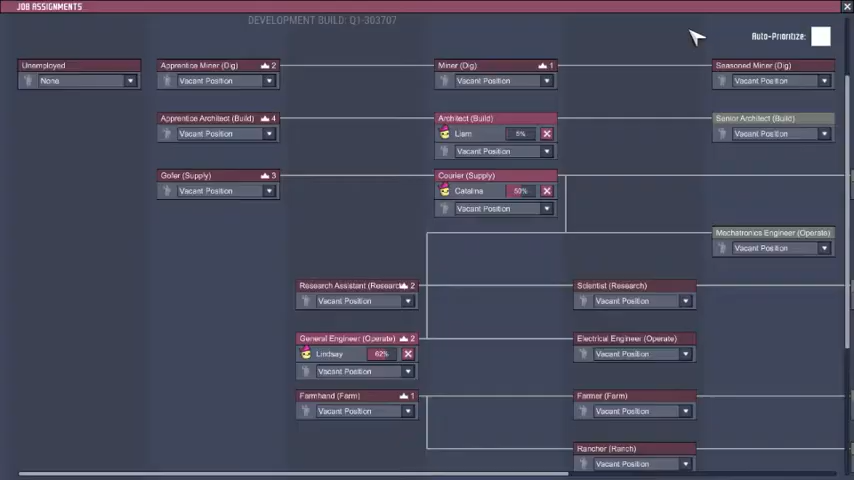 JOB ASSIGNMENTS
DEVELOPMENT BUILD: Q1-303707
Auto-Prioritize:
Unemployed
None
Apprentice Miner (Dig) 2
Vacant Position
Miner (Dig) 1
Vacant Position
Seasoned Miner (Dig)
Vacant Position
Apprentice Architect (Build) 4
Vacant Position
Architect (Build)
Liam 5%
Vacant Position
Senior Architect (Build)
Vacant Position
Gofer (Supply) 3
Vacant Position
Courier (Supply)
Catalina 50%
Vacant Position
Mechatronics Engineer (Operate)
Vacant Position
Research Assistant (Research 2
Vacant Position
Scientist (Research)
Vacant Position
General Engineer (Operate) 2
Lindsay 62%
Vacant Position
Electrical Engineer (Operate)
Vacant Position
Farmhand (Farm) 1
Vacant Position
Farmer (Farm)
Vacant Position
Rancher (Ranch)
Vacant Position